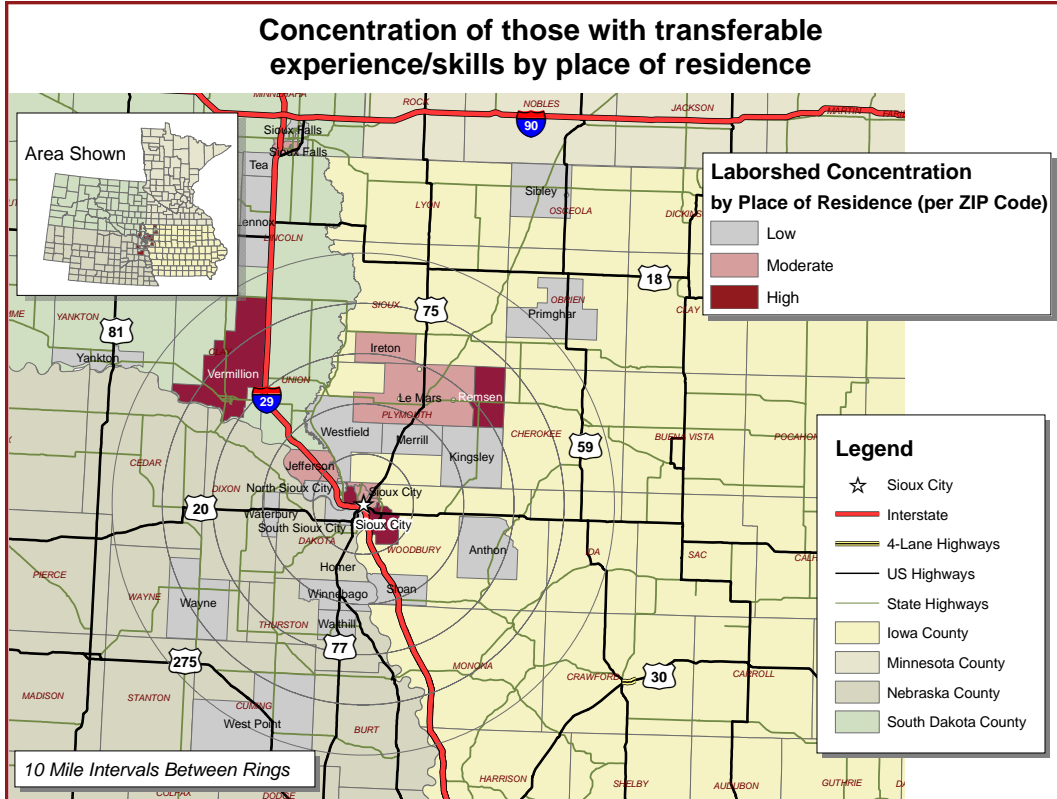 Concentration of those with transferable
experience/skills by place of residence
MINNEHAHA
ROCK
NOBLES
JACKSON
MARTIN
90
Area Shown
Sioux Falls
Sioux Falls
Tea
Lennox
LINCOLN
LYON
Sibley
OSCEOLA
Laborshed Concentration
by Place of Residence (per ZIP Code)
Low
Moderate
High
18
SIOUX
75
OBRIEN
Primghar
CLAY
YANKTON
81
Yankton
CLAY
Vermillion
UNION
29
Ireton
Le Mars
Remsen
PLYMOUTH
Westfield
Merrill
Kingsley
CHEROKEE
59
BUENA VISTA
Jefferson
CEDAR
DIXON
North Sioux City
Sioux City
20
Waterbury
South Sioux City
Sioux City
DAKOTA
WOODBURY
Anthon
IDA
SAC
PIERCE
Homer
WAYNE
Wayne
Winnebago
Sloan
THURSTON
Walthill
77
275
MONONA
CRAWFORD
30
CARROLL
MADISON
STANTON
CUMING
West Point
BURT
HARRISON
SHELBY
AUDUBON
GUTHRIE
COLFAX
DODGE
10 Mile Intervals Between Rings
Legend
Sioux City
Interstate
4-Lane Highways
US Highways
State Highways
Iowa County
Minnesota County
Nebraska County
South Dakota County